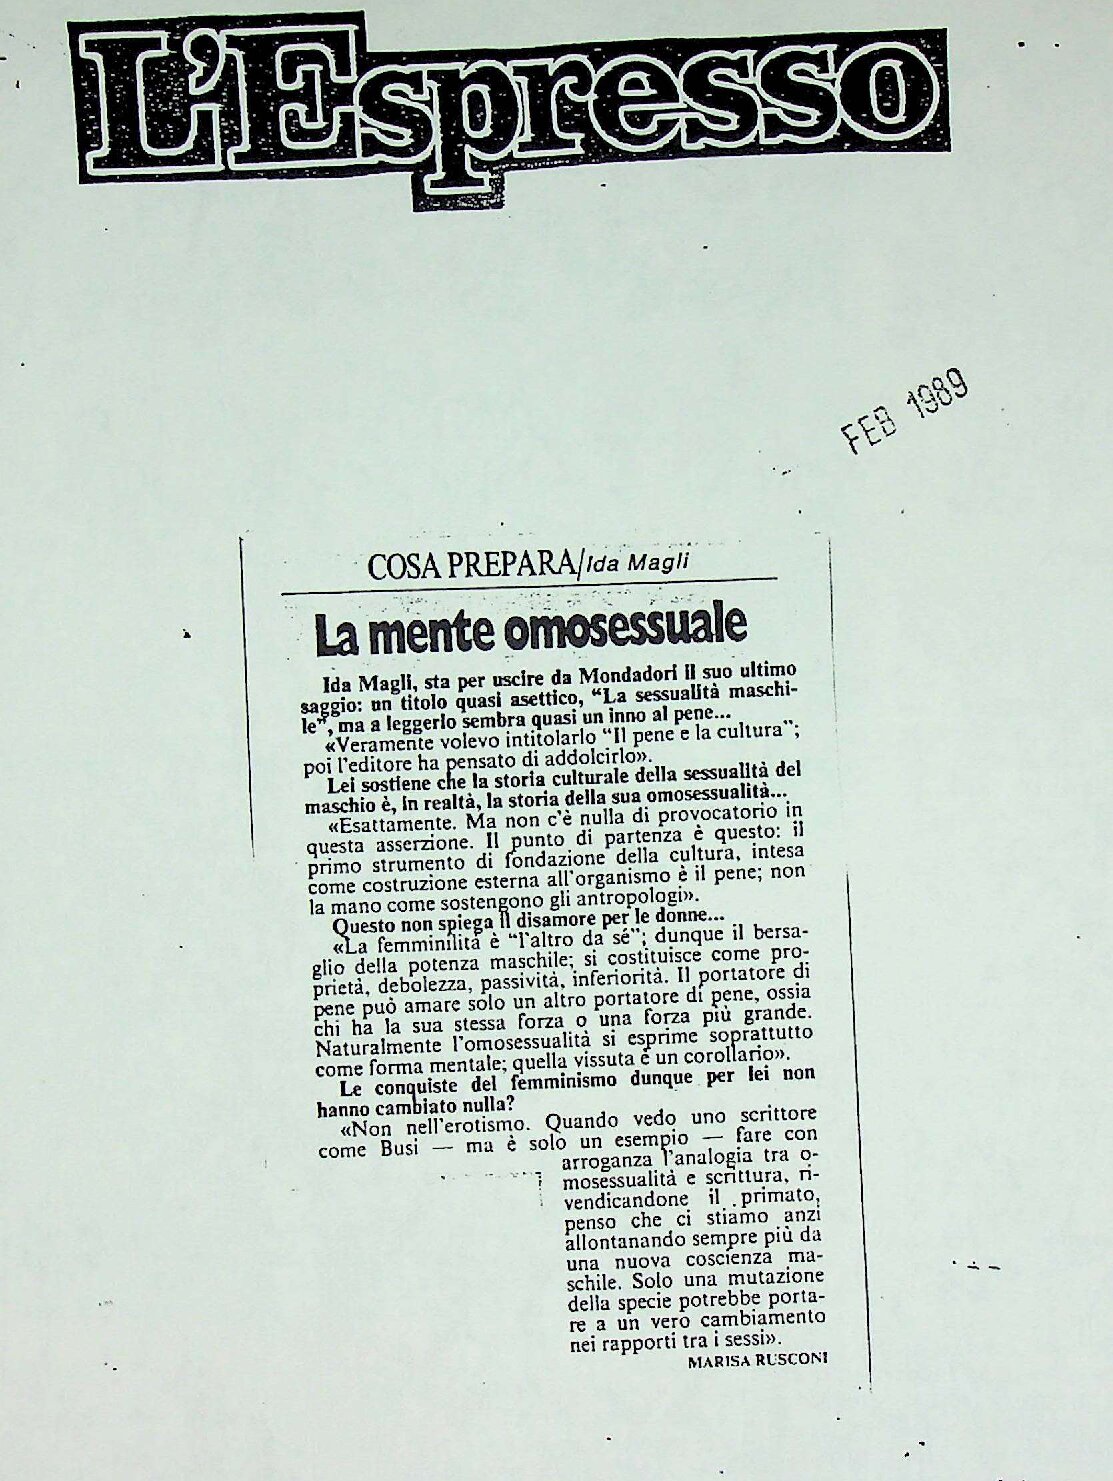 L'Espresso
FEB 1989
COSA PREPARA/Ida Magli
La mente omosessuale
Ida Magli, sta per uscire da Mondadori il suo ultimo
saggio: un titolo quasi asettico, “La sessualità maschi-
le”, ma a leggerlo sembra quasi un inno al pene...
«Veramente volevo intitolarlo “Il pene e la cultura”;
poi l'editore ha pensato di addolcirlo».
Lei sostiene che la storia culturale della sessualità del
maschio è, in realtà, la storia della sua omosessualità...
«Esattamente. Ma non c'è nulla di provocatorio in
questa asserzione. Il punto di partenza è questo: il
primo strumento di fondazione della cultura, intesa
come costruzione esterna all'organismo è il pene; non
la mano come sostengono gli antropologi».
Questo non spiega il disamore per le donne...
«La femminilità è “l'altro da sé”; dunque il bersa-
glio della potenza maschile; si costituisce come pro-
prietà, debolezza, passività, inferiorità. Il portatore di
pene può amare solo un altro portatore di pene, ossia
chi ha la sua stessa forza o una forza più grande.
Naturalmente l'omosessualità si esprime soprattutto
come forma mentale; quella vissuta è un corollario».
Le conquiste del femminismo dunque per lei non
hanno cambiato nulla?
«Non nell'erotismo. Quando vedo uno scrittore
come Busi — ma è solo un esempio — fare con
arroganza l'analogia tra o-
mosessualità e scrittura, ri-
vendicandone il primato,
penso che ci stiamo anzi
allontanando sempre più da
una nuova coscienza ma-
schile. Solo una mutazione
della specie potrebbe porta-
re a un vero cambiamento
nei rapporti tra i sessi».
MARISA RUSCONI